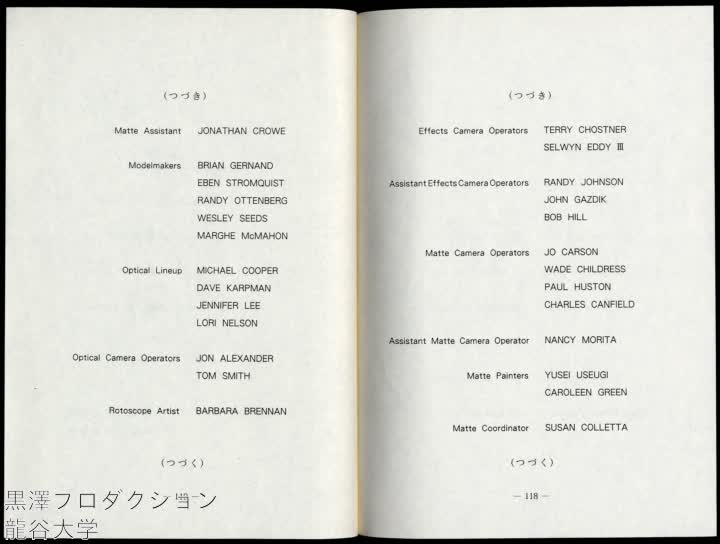 (つづき)
Matte Assistant JONATHAN CROWE
Modelmakers BRIAN GERNAND
EBEN STROMQUIST
RANDY OTTENBERG
WESLEY SEEDS
MARGHE McMAHON
Optical Lineup MICHAEL COOPER
DAVE KARPMAN
JENNIFER LEE
LORI NELSON
Optical Camera Operators JON ALEXANDER
TOM SMITH
Rotoscope Artist BARBARA BRENNAN
(つづく)
(つづき)
Effects Camera Operators TERRY CHOSTNER
SELWYN EDDY Ⅲ
Assistant Effects Camera Operators RANDY JOHNSON
JOHN GAZDIK
BOB HILL
Matte Camera Operators JO CARSON
WADE CHILDRESS
PAUL HUSTON
CHARLES CANFIELD
Assistant Matte Camera Operator NANCY MORITA
Matte Painters YUSEI USEUGI
CAROLEEN GREEN
Matte Coordinator SUSAN COLLETTA
(つづく)
— 118 —
黒澤プロダクション
龍谷大学